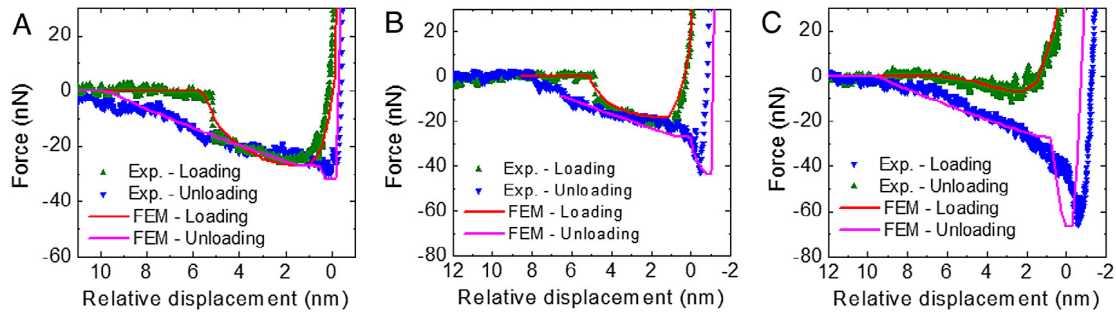 A
Force (nN)
20
0
-20
-40
-60
Exp. - Loading
Exp. - Unloading
FEM - Loading
FEM - Unloading
10 8 6 4 2 0
Relative displacement (nm)
B
Force (nN)
20
0
-20
-40
-60
-80
Exp. - Loading
Exp. - Unloading
FEM - Loading
FEM - Unloading
12 10 8 6 4 2 0 -2
Relative displacement (nm)
C
Force (nN)
20
0
-20
-40
-60
-80
Exp. - Loading
Exp. - Unloading
FEM - Loading
FEM - Unloading
12 10 8 6 4 2 0 -2
Relative displacement (nm)